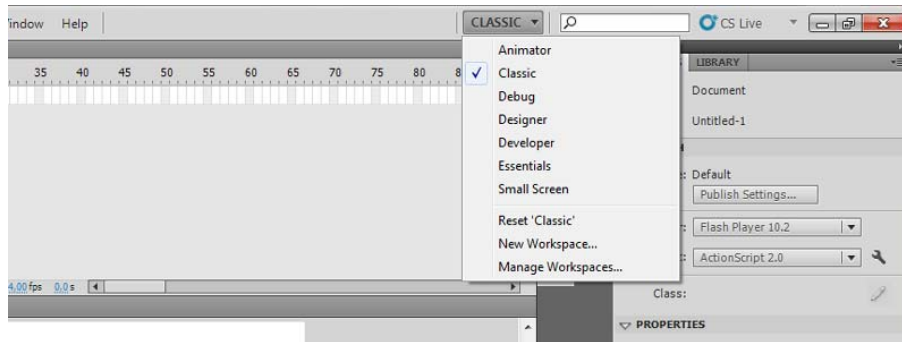 Help
CLASSIC
CS Live
35 40 45 50 55 60 65 70 75 80 8
LIBRARY
Animator
Classic
Debug
Designer
Developer
Essentials
Small Screen
Reset 'Classic'
New Workspace...
Manage Workspaces...
Document
Untitled-1
Default
Publish Settings...
Flash Player 10.2
ActionScript 2.0
Class:
PROPERTIES
4.00 fps 0.0 s